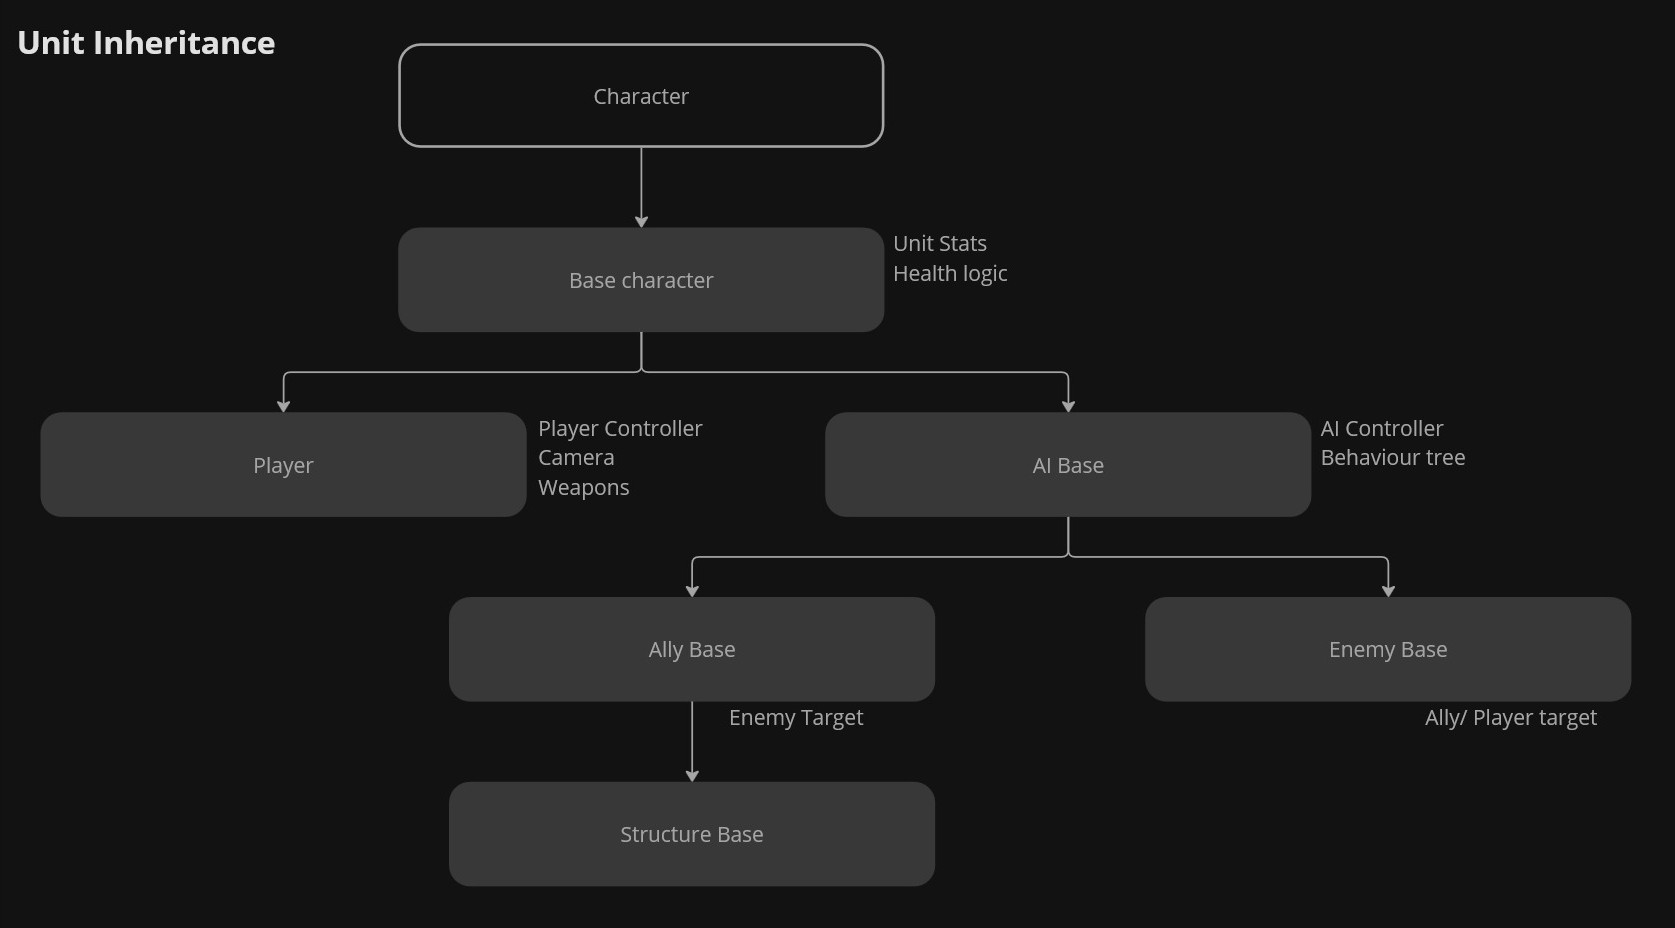 Unit Inheritance
Character
Base character
Unit Stats
Health logic
Player
Player Controller
Camera
Weapons
AI Base
AI Controller
Behaviour tree
Ally Base
Enemy Target
Enemy Base
Ally/ Player target
Structure Base